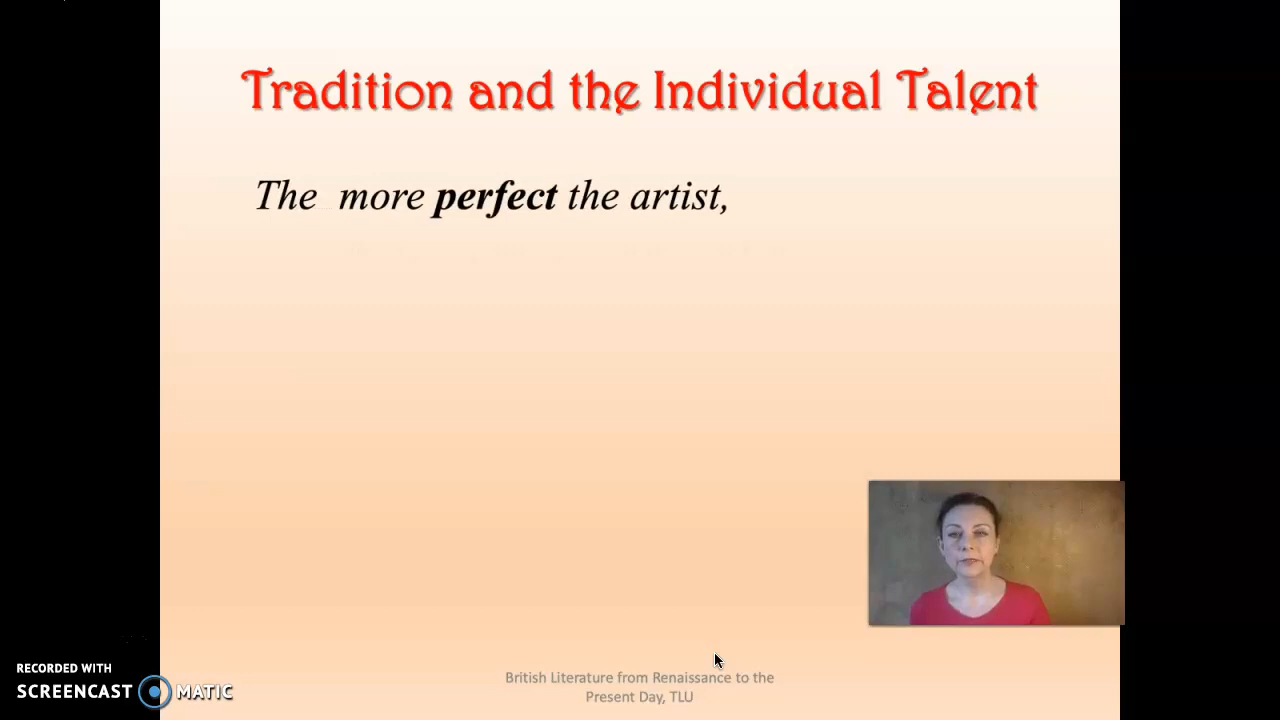 Tradition and the Individual Talent
The more perfect the artist,
British Literature from Renaissance to the
Present Day, TLU
RECORDED WITH
SCREENCAST MATIC